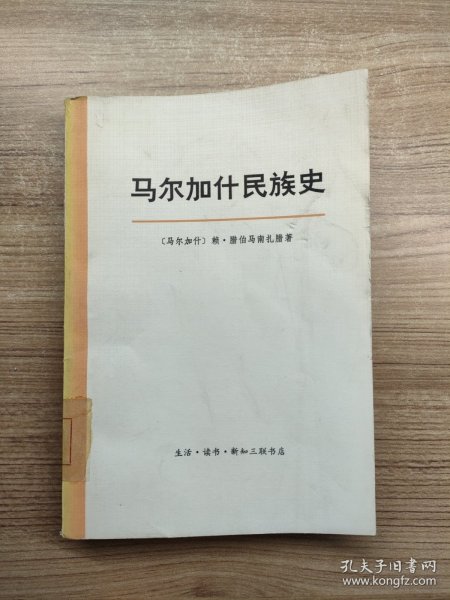 马尔加什民族史
〔马尔加什〕 赖·腊伯马南扎腊著
生活·读书·新知三联书店
孔夫子旧书网
www.kongfz.com